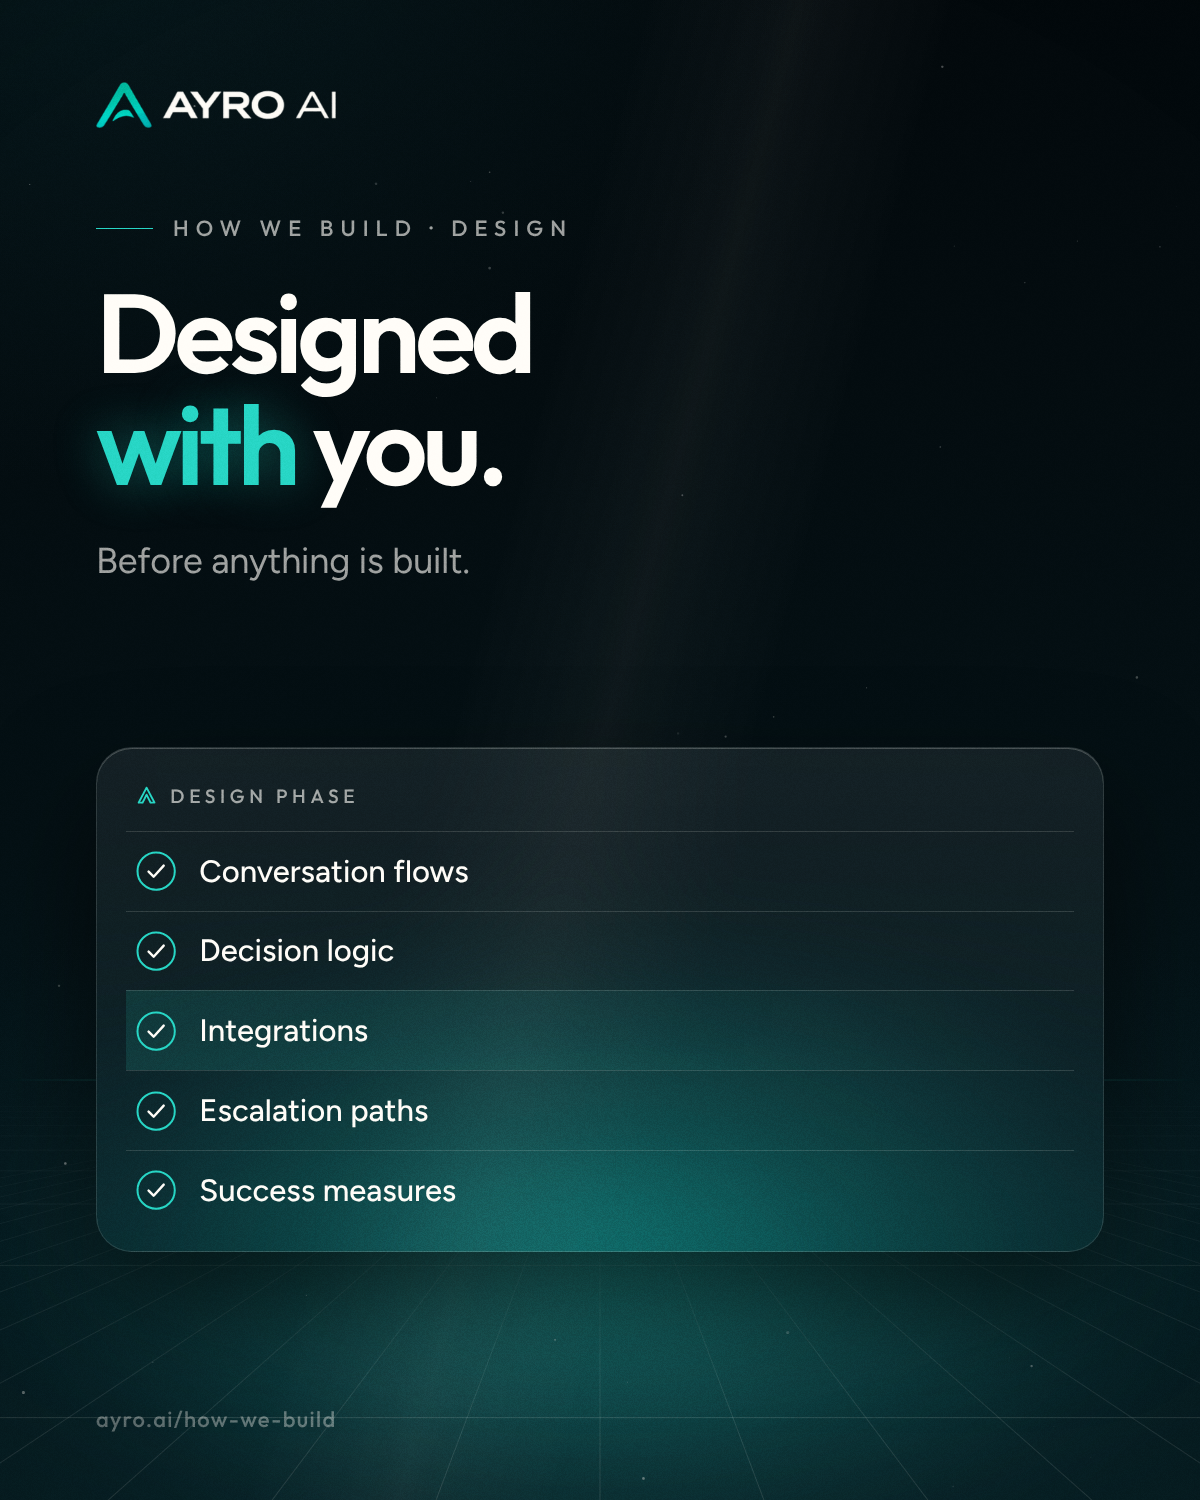 AYRO AI
HOW WE BUILD · DESIGN
Designed
with you.
Before anything is built.
DESIGN PHASE
Conversation flows
Decision logic
Integrations
Escalation paths
Success measures
ayro.ai/how-we-build